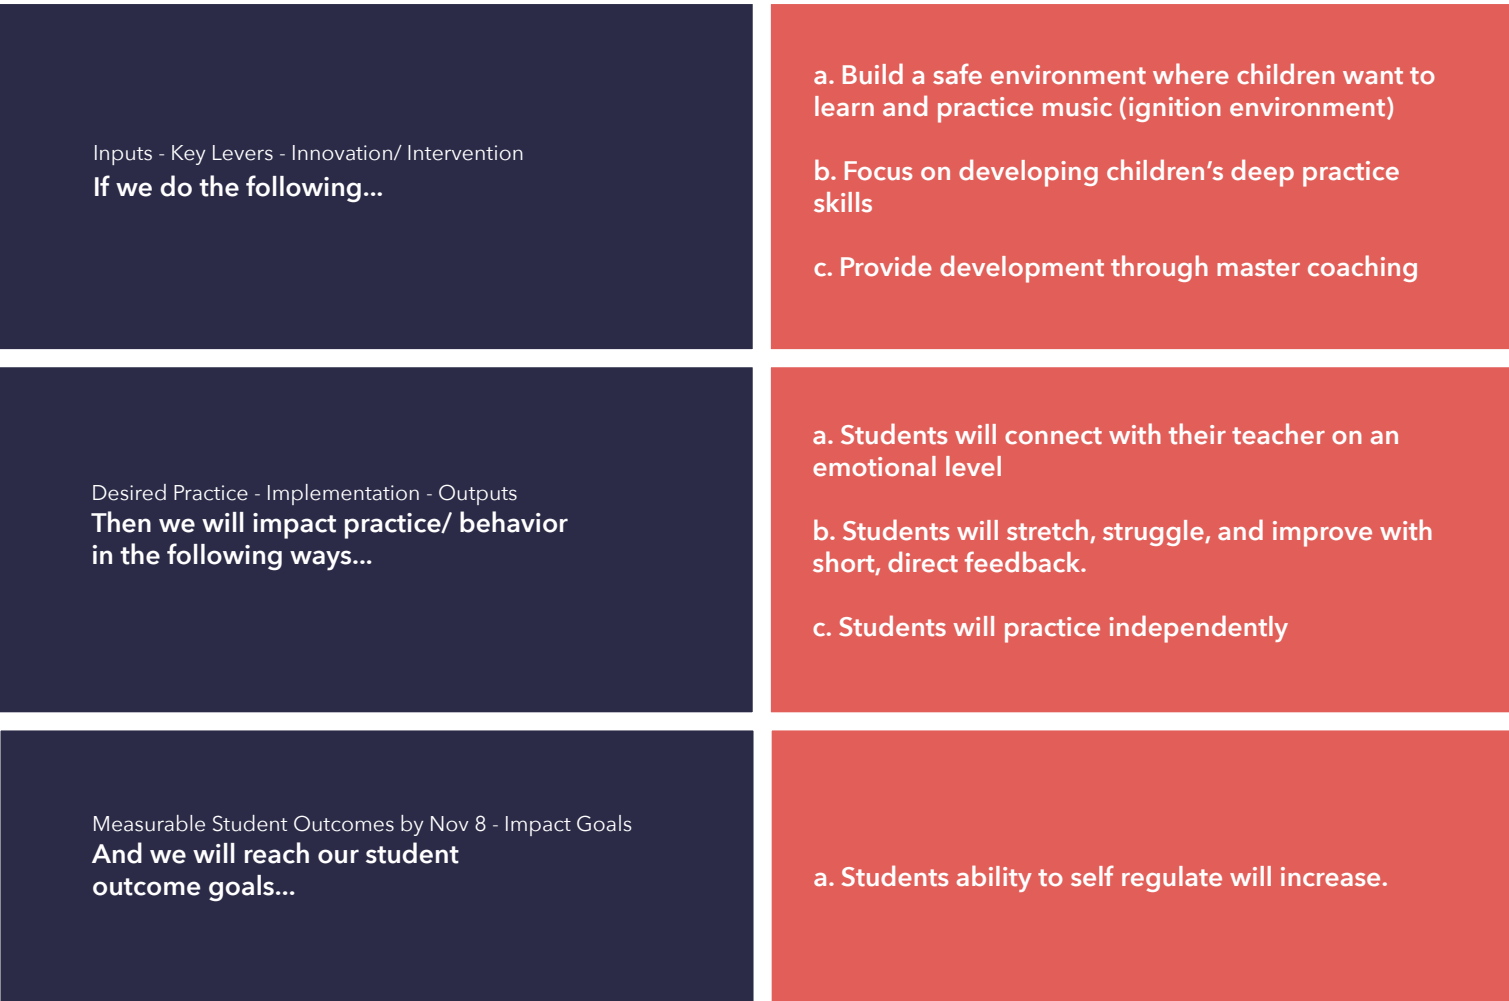 Inputs - Key Levers - Innovation/ Intervention
If we do the following...
a. Build a safe environment where children want to
learn and practice music (ignition environment)
b. Focus on developing children’s deep practice
skills
c. Provide development through master coaching
Desired Practice - Implementation - Outputs
Then we will impact practice/ behavior
in the following ways...
a. Students will connect with their teacher on an
emotional level
b. Students will stretch, struggle, and improve with
short, direct feedback.
c. Students will practice independently
Measurable Student Outcomes by Nov 8 - Impact Goals
And we will reach our student
outcome goals...
a. Students ability to self regulate will increase.